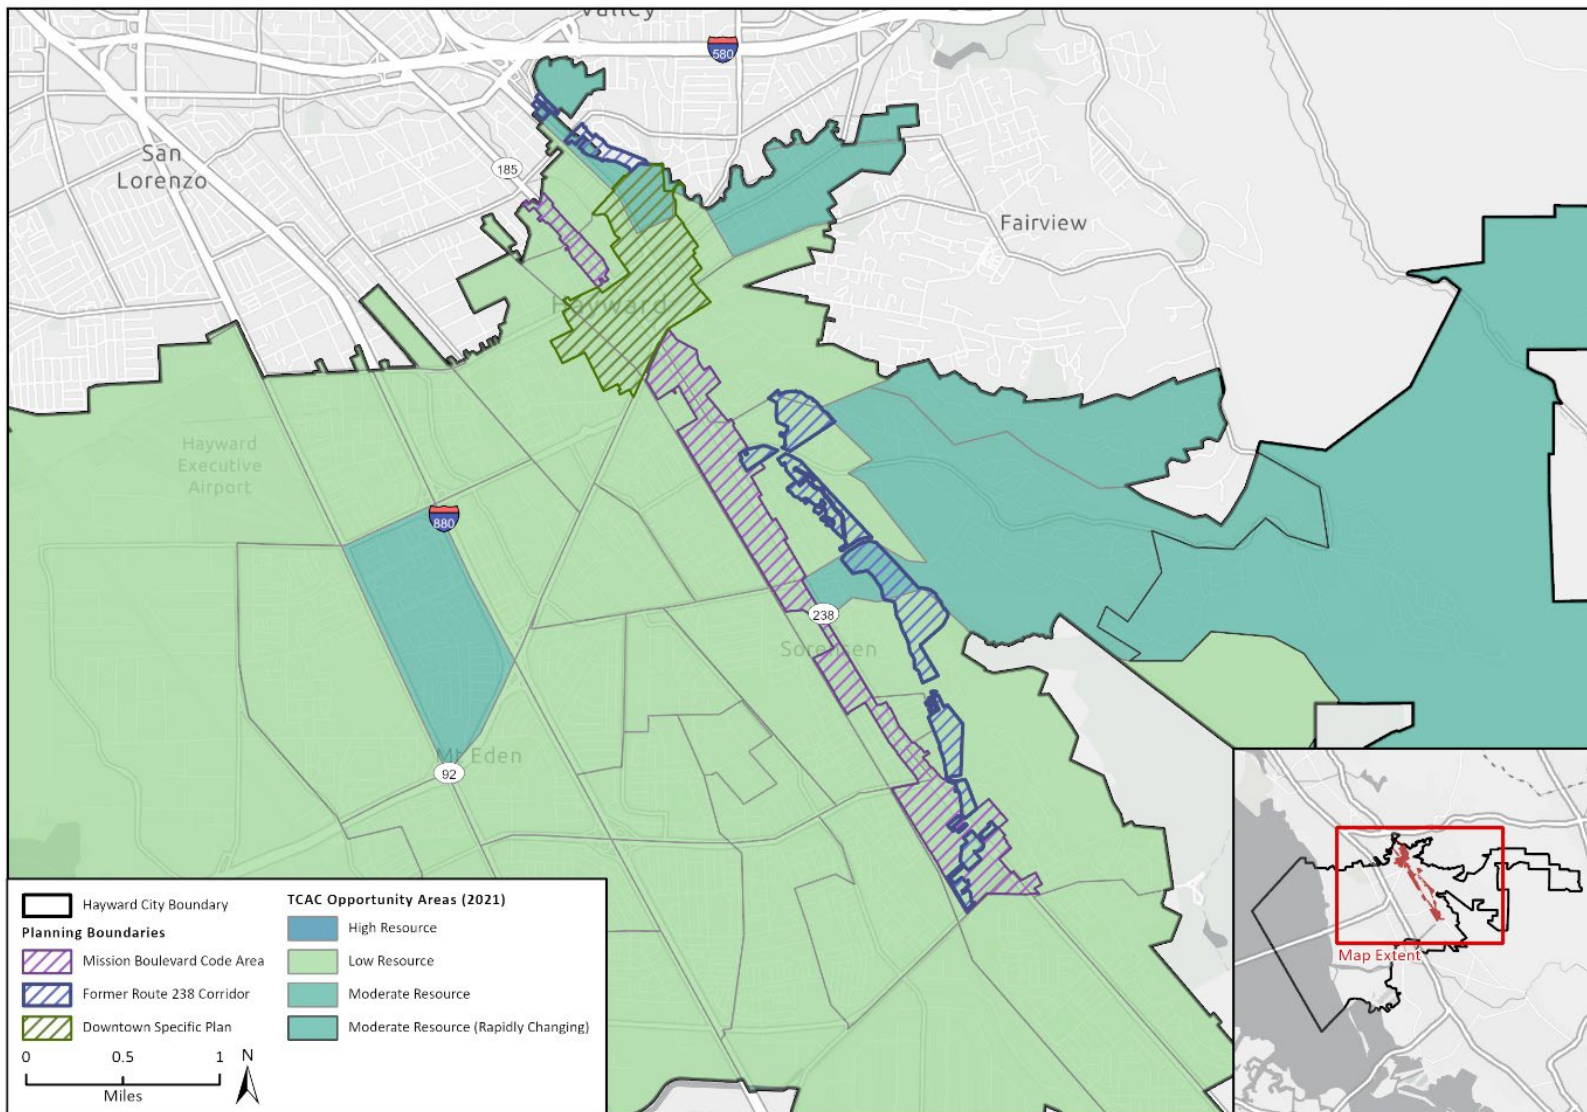 Valley
580
San
Lorenzo
185
Fairview
Hayward
Hayward
Executive
Airport
880
238
Sorensen
Mt Eden
92
Hayward City Boundary
Planning Boundaries
Mission Boulevard Code Area
Former Route 238 Corridor
Downtown Specific Plan
0 0.5 1
Miles
N
TCAC Opportunity Areas (2021)
High Resource
Low Resource
Moderate Resource
Moderate Resource (Rapidly Changing)
Map Extent